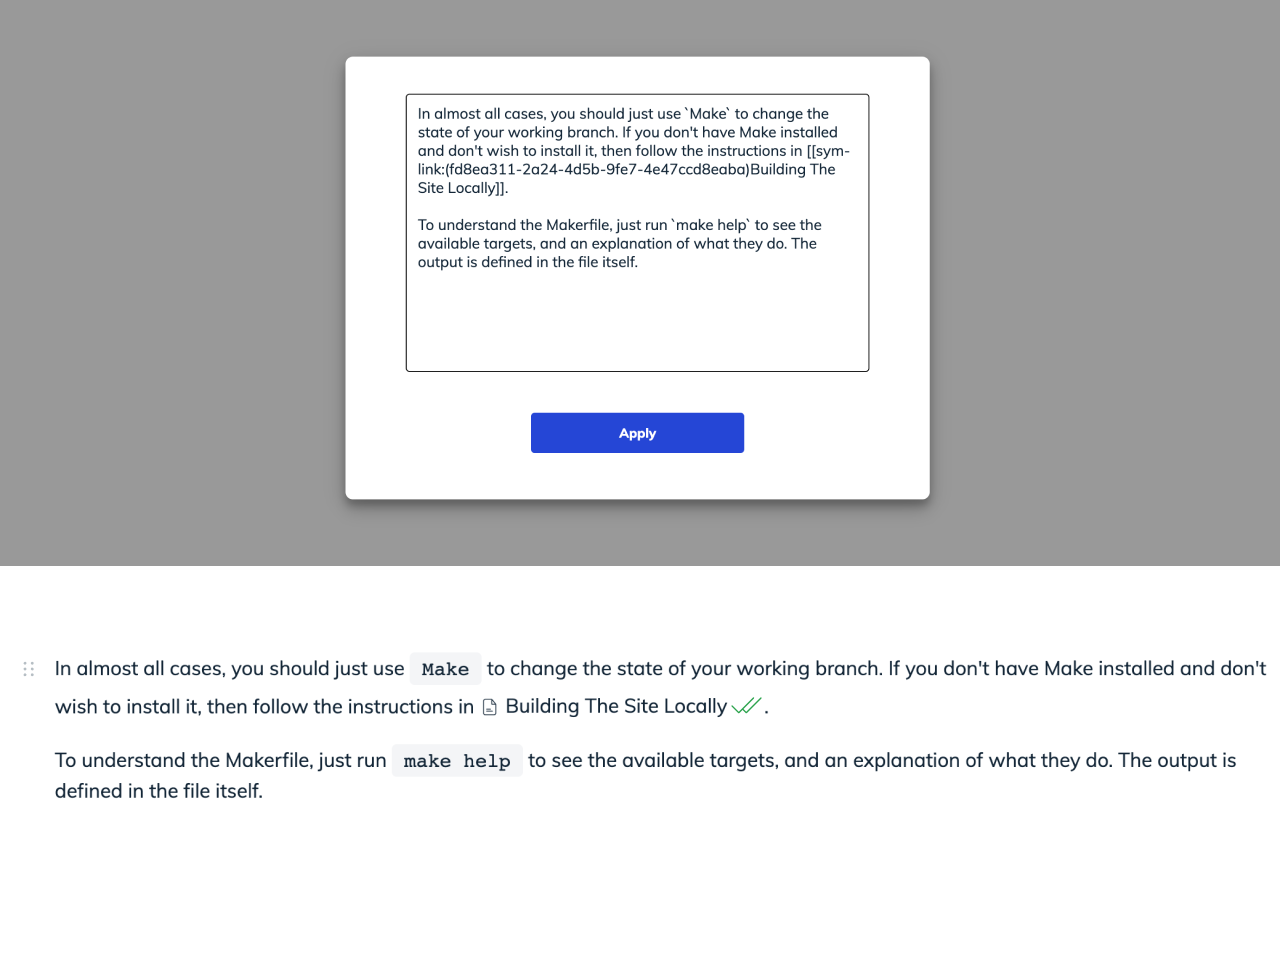 In almost all cases, you should just use `Make` to change the
state of your working branch. If you don't have Make installed
and don't wish to install it, then follow the instructions in [[sym-
link:(fd8ea311-2a24-4d5b-9fe7-4e47ccd8eaba)Building The
Site Locally]].
To understand the Makerfile, just run `make help` to see the
available targets, and an explanation of what they do. The
output is defined in the file itself.
Apply
In almost all cases, you should just use Make to change the state of your working branch. If you don't have Make installed and don't
wish to install it, then follow the instructions in Building The Site Locally.
To understand the Makerfile, just run make help to see the available targets, and an explanation of what they do. The output is
defined in the file itself.